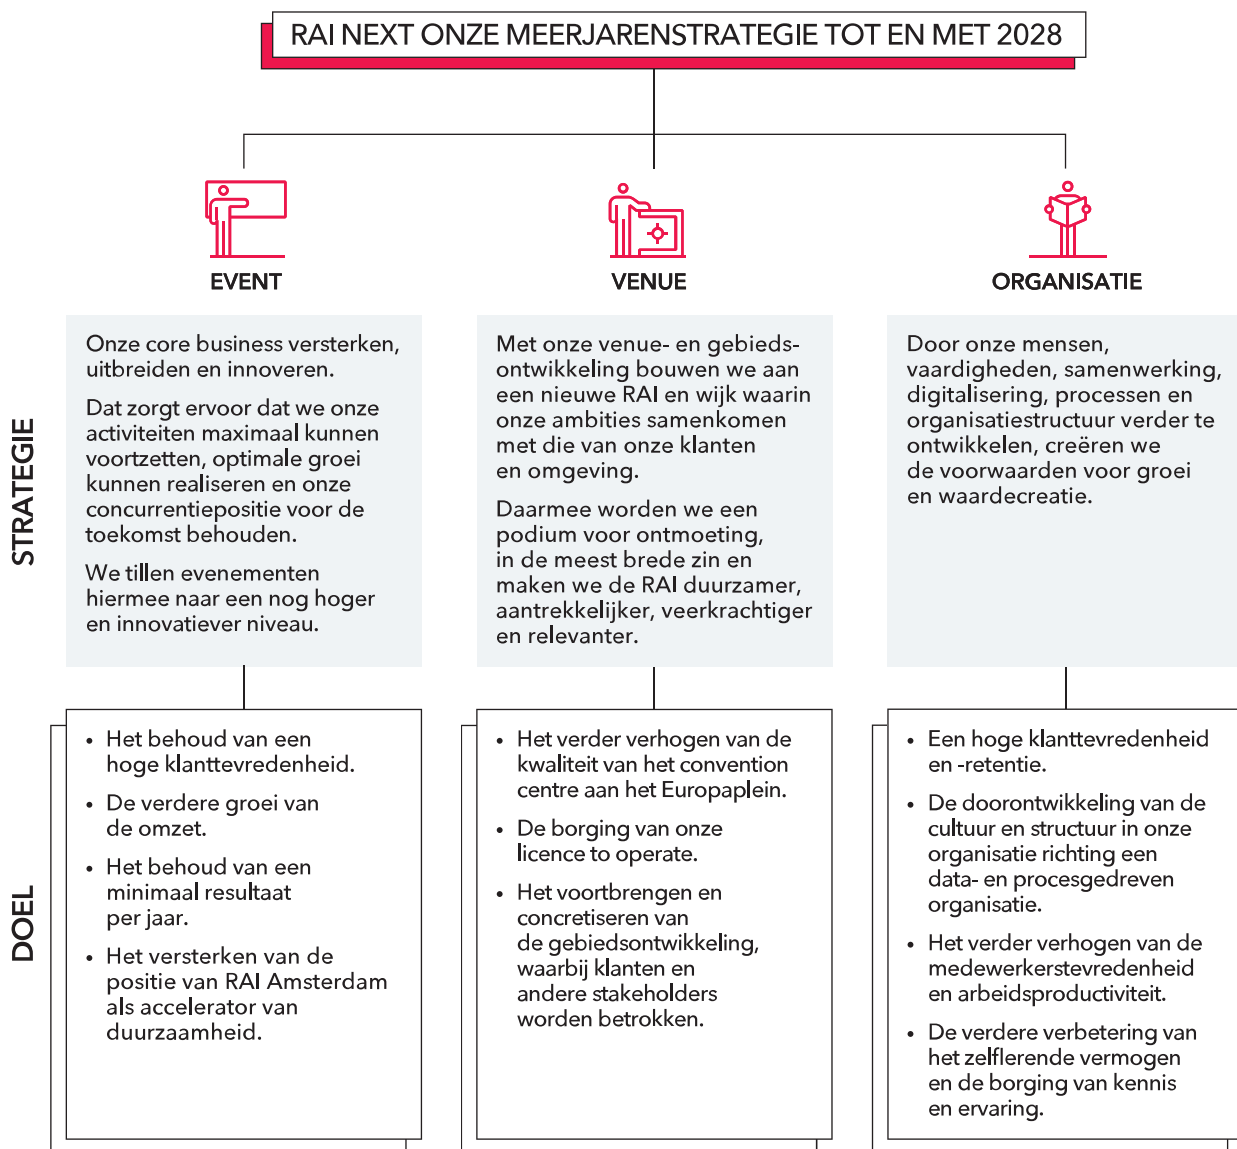 RAI NEXT ONZE MEERJARENSTRATEGIE TOT EN MET 2028
EVENT
VENUE
ORGANISATIE
STRATEGIE
Onze core business versterken,
uitbreiden en innoveren.
Dat zorgt ervoor dat we onze
activiteiten maximaal kunnen
voortzetten, optimale groei
kunnen realiseren en onze
concurrentiepositie voor de
toekomst behouden.
We tillen evenementen
hiermee naar een nog hoger
en innovatiever niveau.
Met onze venue- en gebieds-
ontwikkeling bouwen we aan
een nieuwe RAI en wijk waarin
onze ambities samenkomen
met die van onze klanten
en omgeving.
Daarmee worden we een
podium voor ontmoeting,
in de meest brede zin en
maken we de RAI duurzamer,
aantrekkelijker, veerkrachtiger
en relevanter.
Door onze mensen,
vaardigheden, samenwerking,
digitalisering, processen en
organisatiestructuur verder te
ontwikkelen, creëren we
de voorwaarden voor groei
en waardecreatie.
DOEL
• Het behoud van een
hoge klanttevredenheid.
• De verdere groei van
de omzet.
• Het behoud van een
minimaal resultaat
per jaar.
• Het versterken van de
positie van RAI Amsterdam
als accelerator van
duurzaamheid.
• Het verder verhogen van de
kwaliteit van het convention
centre aan het Europaplein.
• De borging van onze
licence to operate.
• Het voortbrengen en
concretiseren van
de gebiedsontwikkeling,
waarbij klanten en
andere stakeholders
worden betrokken.
• Een hoge klanttevredenheid
en -retentie.
• De doorontwikkeling van de
cultuur en structuur in onze
organisatie richting een
data- en procesgedreven
organisatie.
• Het verder verhogen van de
medewerkerstevredenheid
en arbeidsproductiviteit.
• De verdere verbetering van
het zelflerende vermogen
en de borging van kennis
en ervaring.